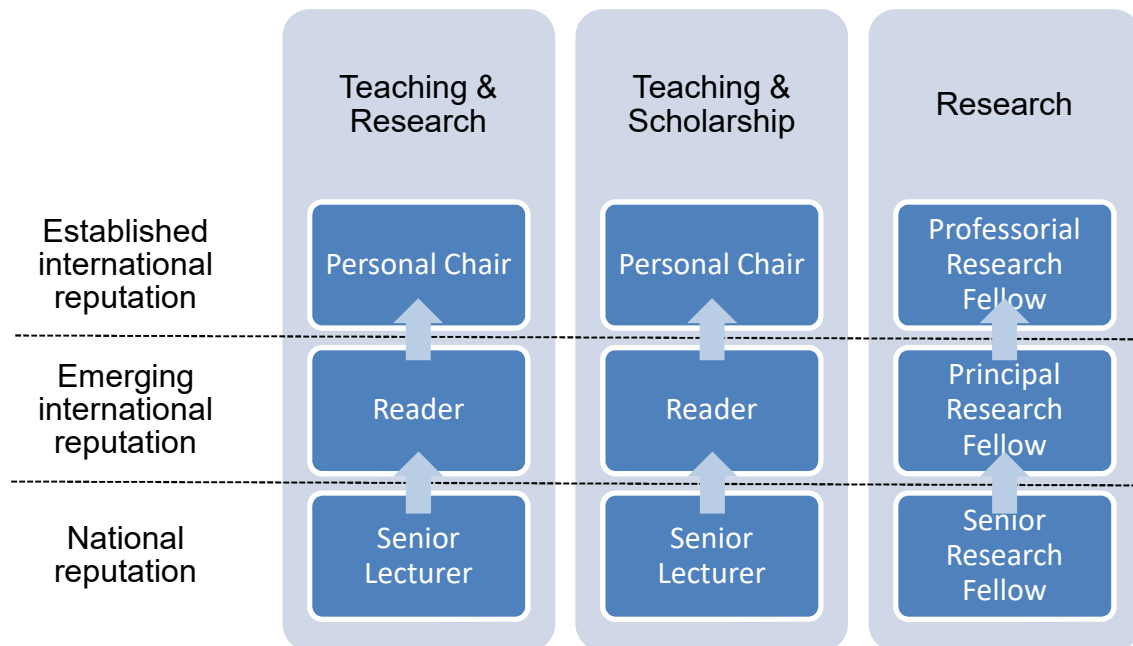 Teaching &
Research
Teaching &
Scholarship
Research
Established
international
reputation
Personal Chair
Personal Chair
Professorial
Research
Fellow
Emerging
international
reputation
Reader
Reader
Principal
Research
Fellow
National
reputation
Senior
Lecturer
Senior
Lecturer
Senior
Research
Fellow